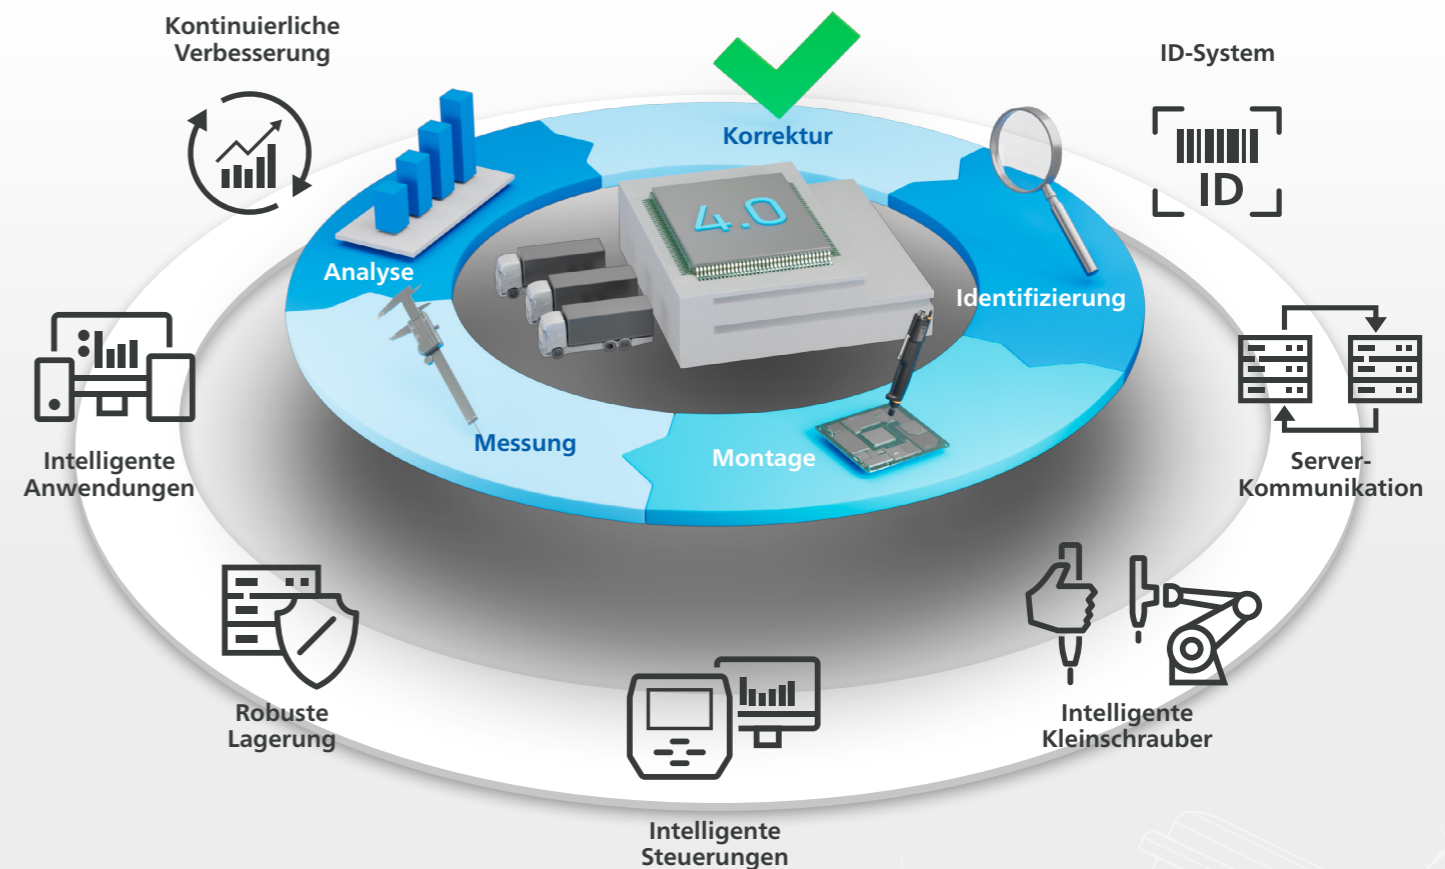 Kontinuierliche
Verbesserung
ID-System
ID
Korrektur
4.0
Analyse
Identifizierung
Messung
Montage
Intelligente
Anwendungen
Server-
Kommunikation
Robuste
Lagerung
Intelligente
Kleinschrauber
Intelligente
Steuerungen